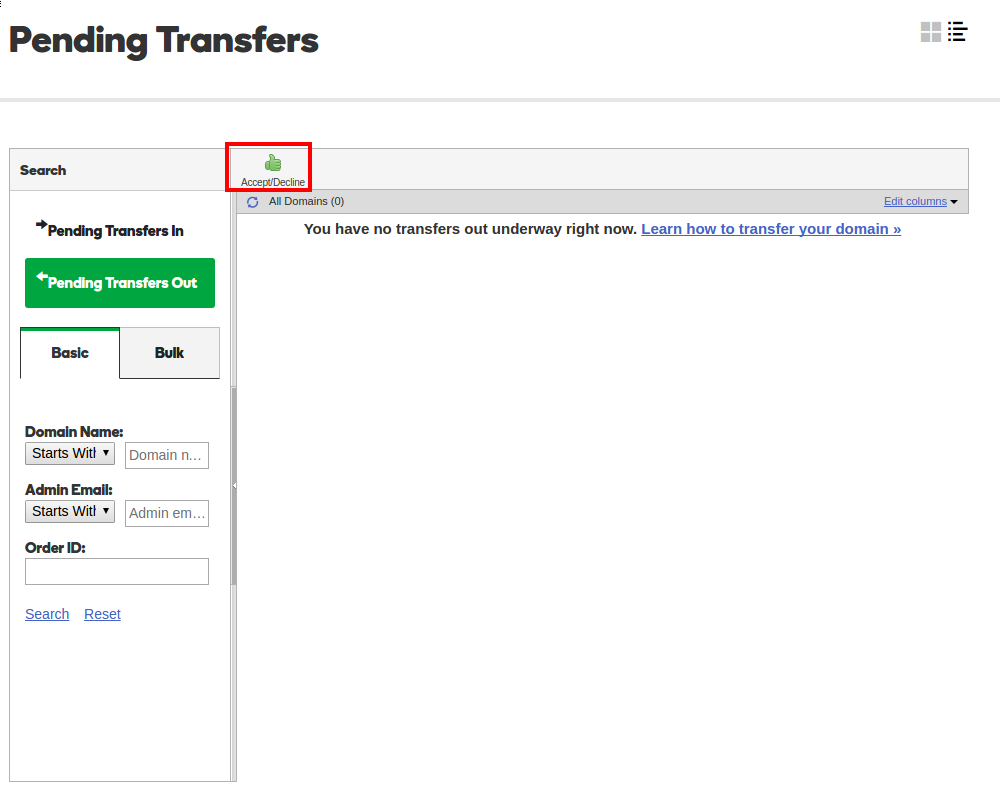 Pending Transfers
Search
Accept/Decline
All Domains (0)
Edit columns
Pending Transfers In
You have no transfers out underway right now. Learn how to transfer your domain »
Pending Transfers Out
Basic
Bulk
Domain Name:
Starts With
Domain n...
Admin Email:
Starts With
Admin em...
Order ID:
Search
Reset